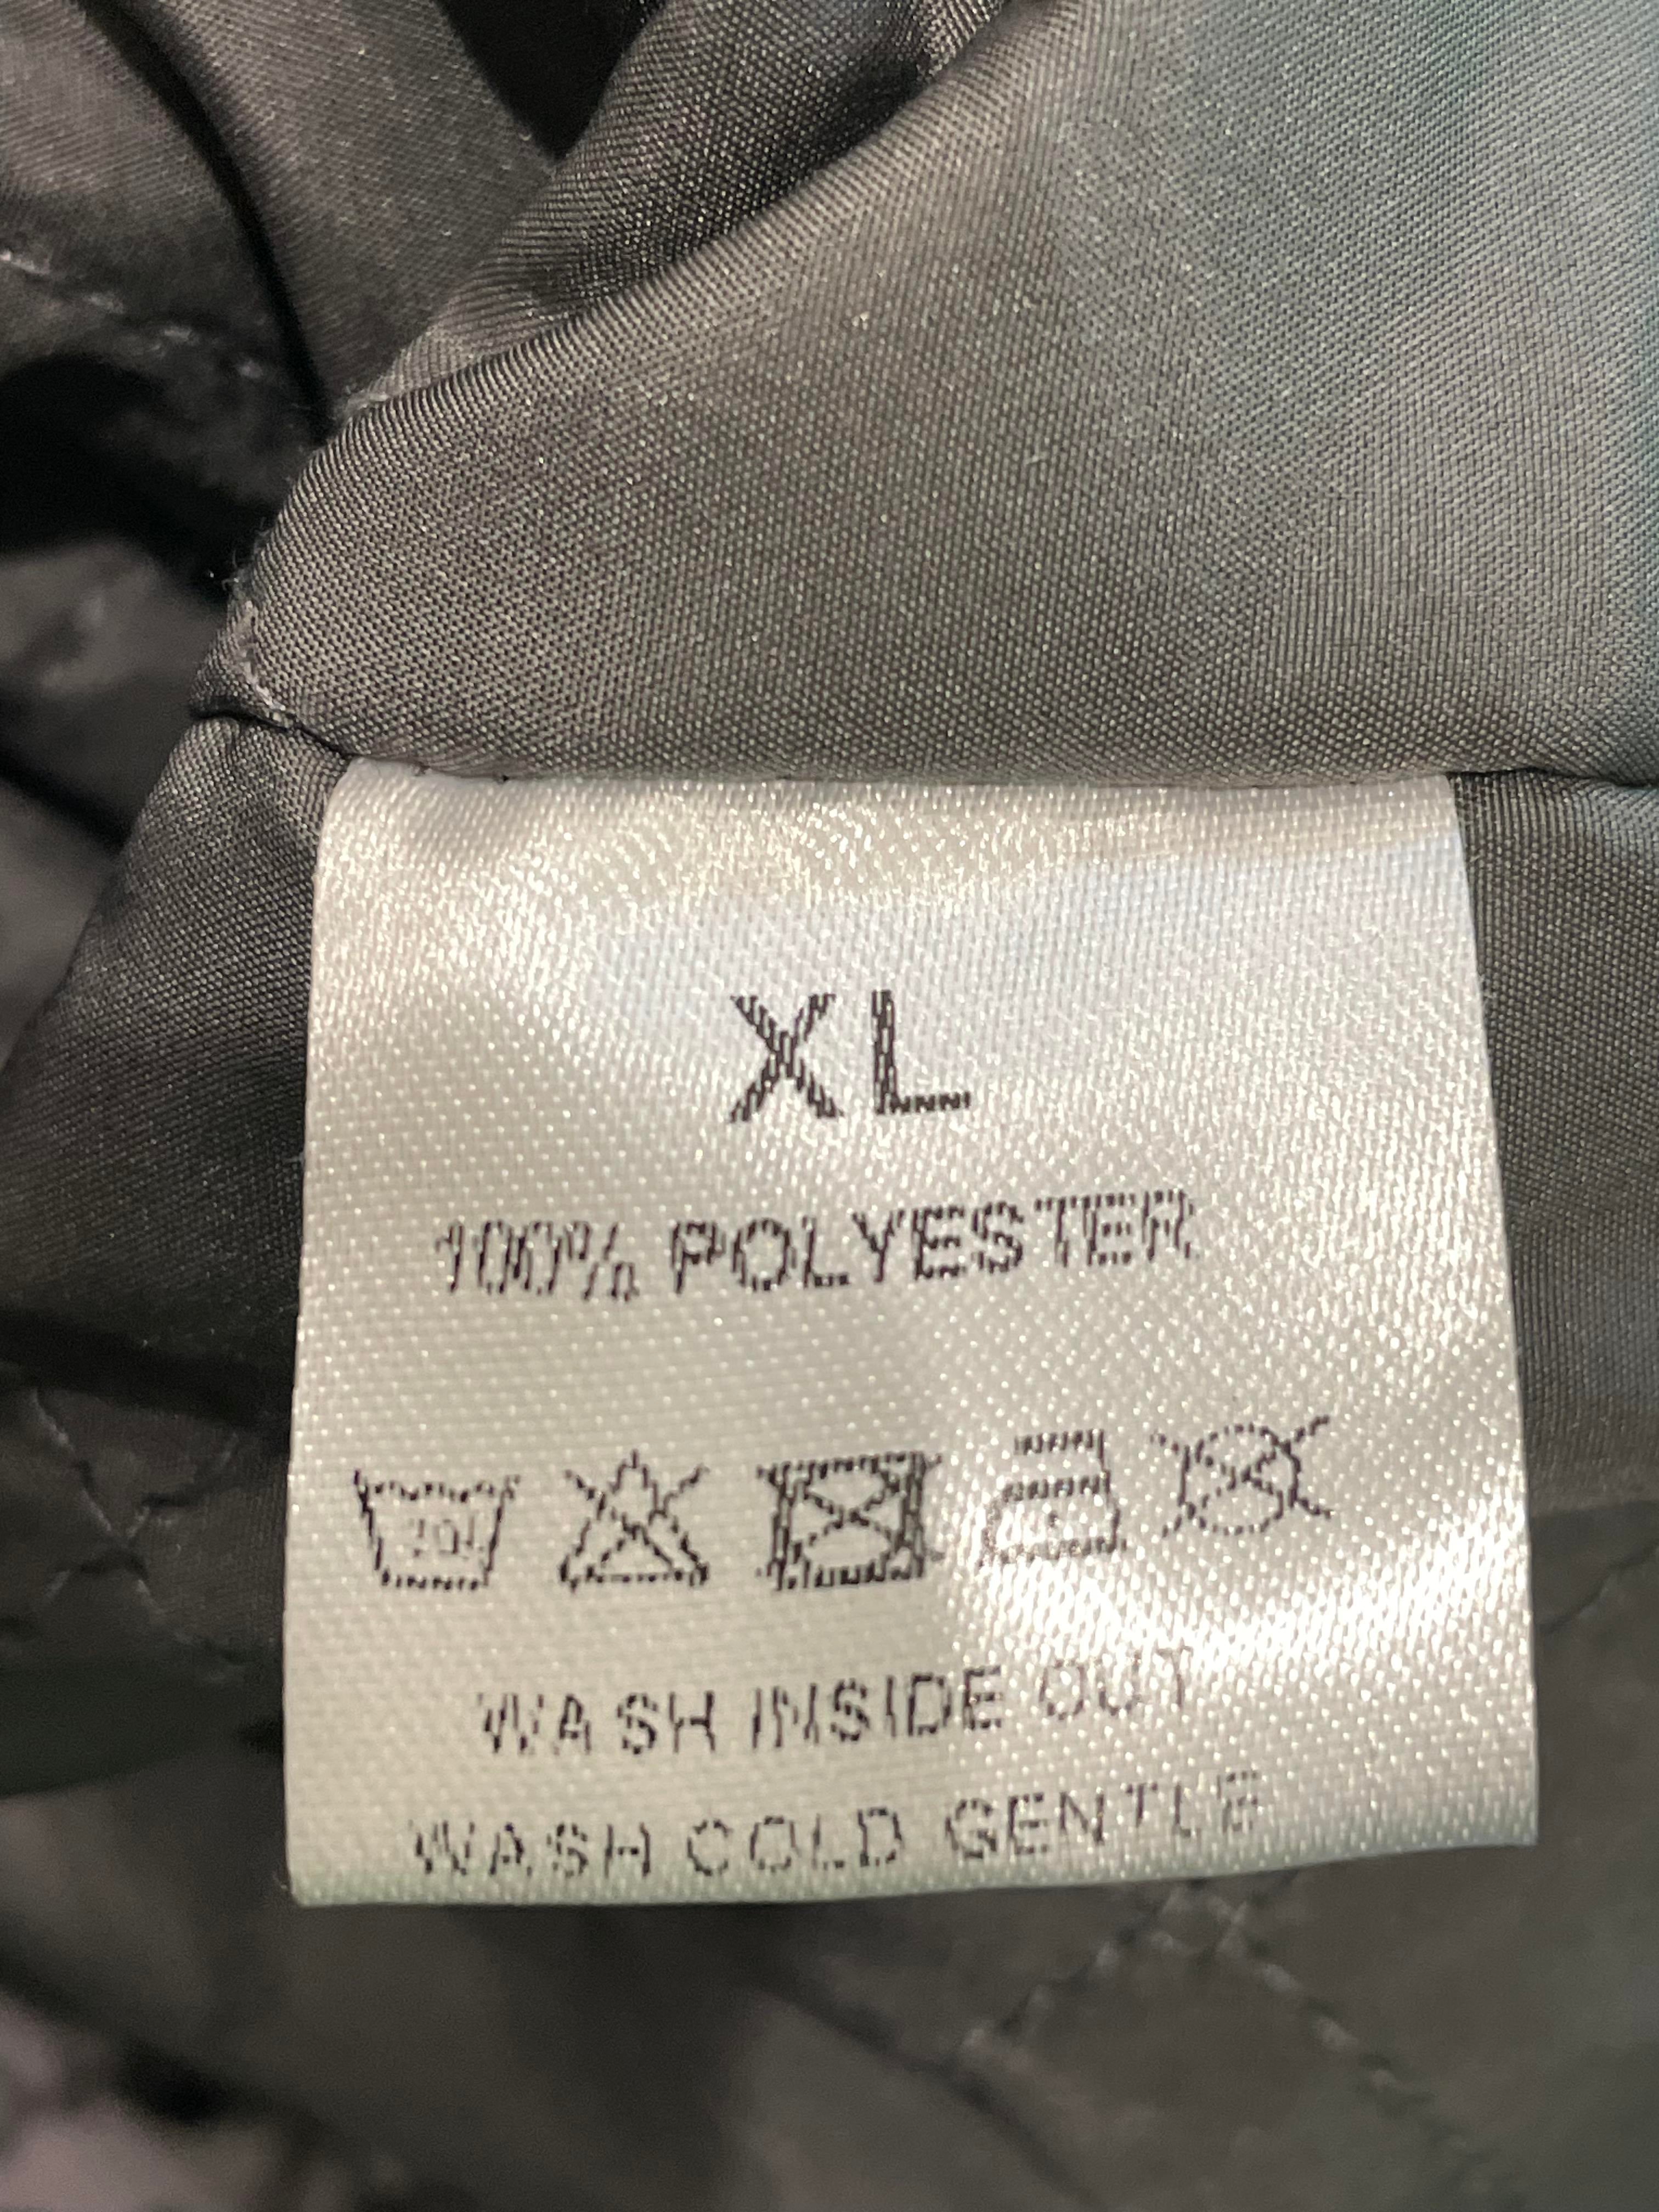 XL
100% POLYESTER
WASH INSIDE OUT
WASH COLD GENTLE